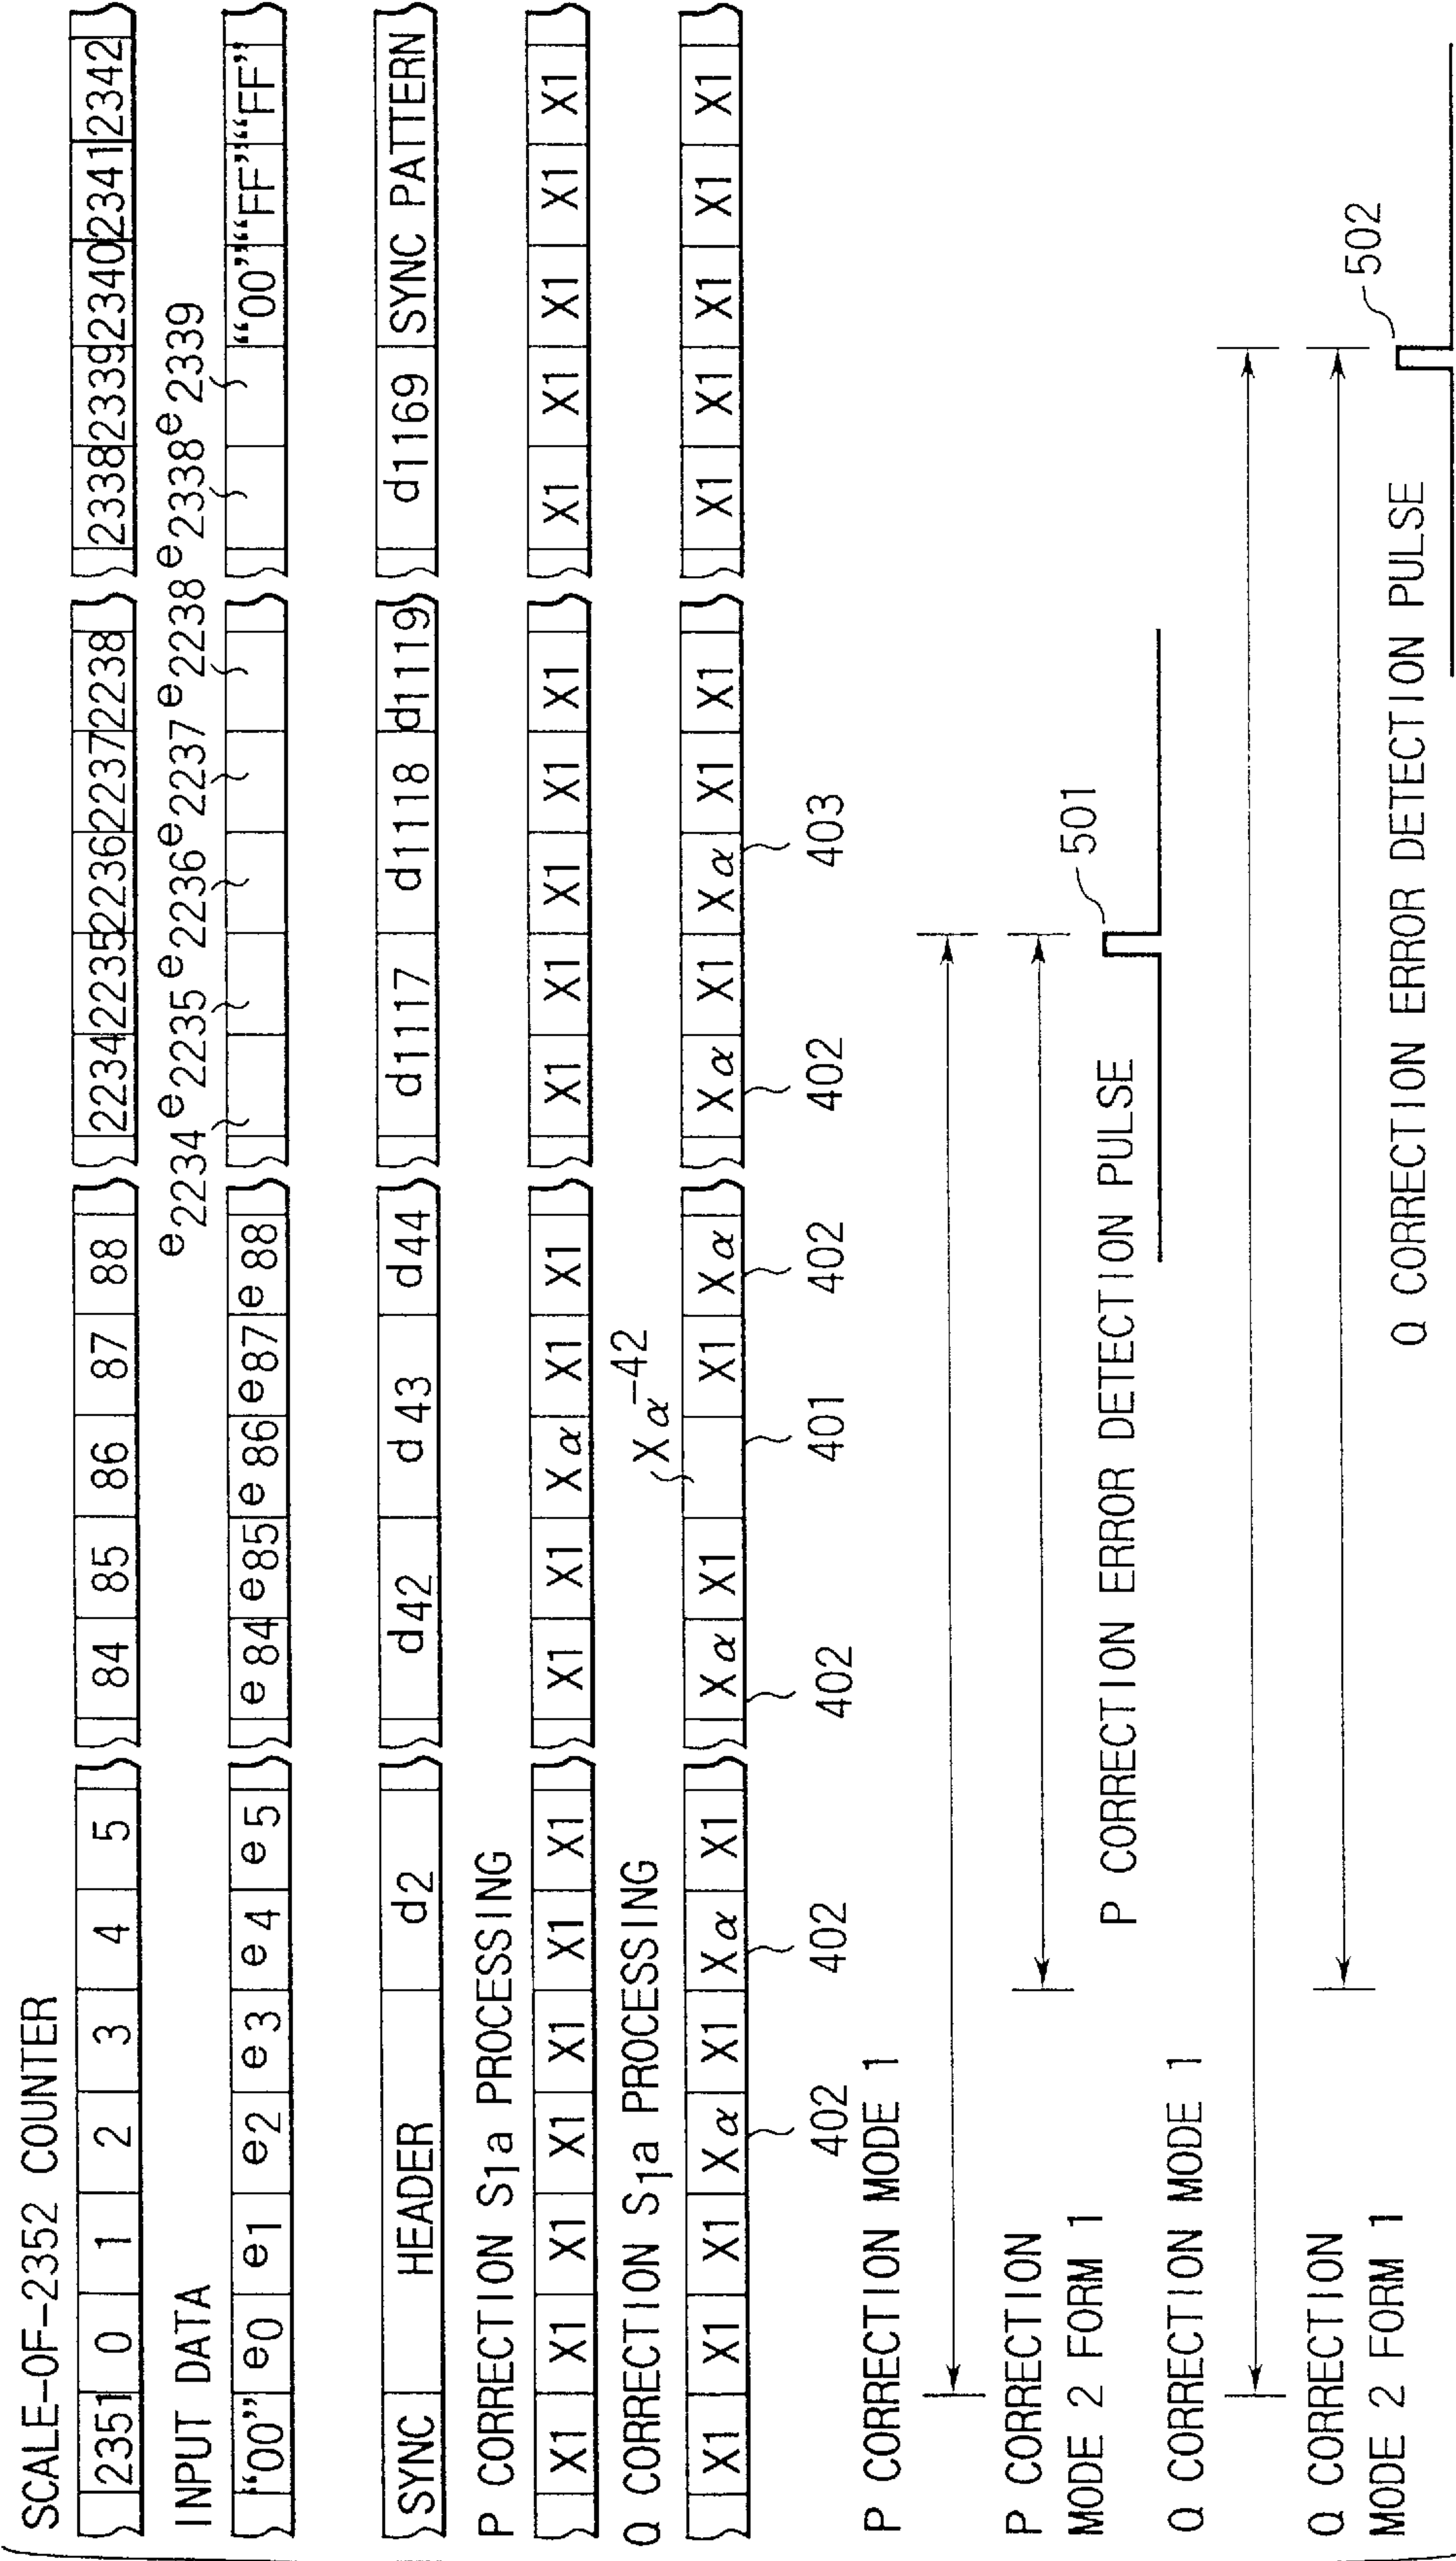 SCALE-OF-2352 COUNTER
2351 0 1 2 3 4 5 84 85 86 87 88 2234 2235 2236 2237 2238 2338 2339 2340 2341 2342
INPUT DATA
e2234 e2235 e2236 e2237 e2238 e2338 e2339
"00" e0 e1 e2 e3 e4 e5 e84 e85 e86 e87 e88 "00" "FF" "FF"
SYNC HEADER d2 d42 d43 d44 d1117 d1118 d1119 d1169 SYNC PATTERN
P CORRECTION S1a PROCESSING
X1 X1 X1 X1 X1 X1 X1 X1 X1 Xα X1 X1 X1 X1 X1 X1 X1 X1 X1 X1 X1 X1
Q CORRECTION S1a PROCESSING
Xα-42
X1 X1 X1 Xα X1 Xα X1 Xα X1 X1 Xα Xα X1 Xα X1 X1 X1 X1 X1 X1 X1
402 402 402 401 402 402 403
P CORRECTION MODE 1
P CORRECTION
MODE 2 FORM 1
501
P CORRECTION ERROR DETECTION PULSE
Q CORRECTION MODE 1
Q CORRECTION
MODE 2 FORM 1
502
Q CORRECTION ERROR DETECTION PULSE